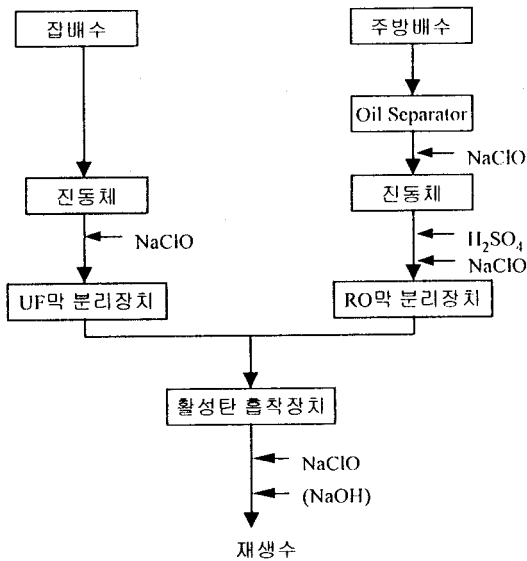 잡배수
주방배수
Oil Separator
NaClO
진동체
진동체
NaClO
H₂SO₄
NaClO
UF막 분리장치
RO막 분리장치
활성탄 흡착장치
NaClO
(NaOH)
재생수